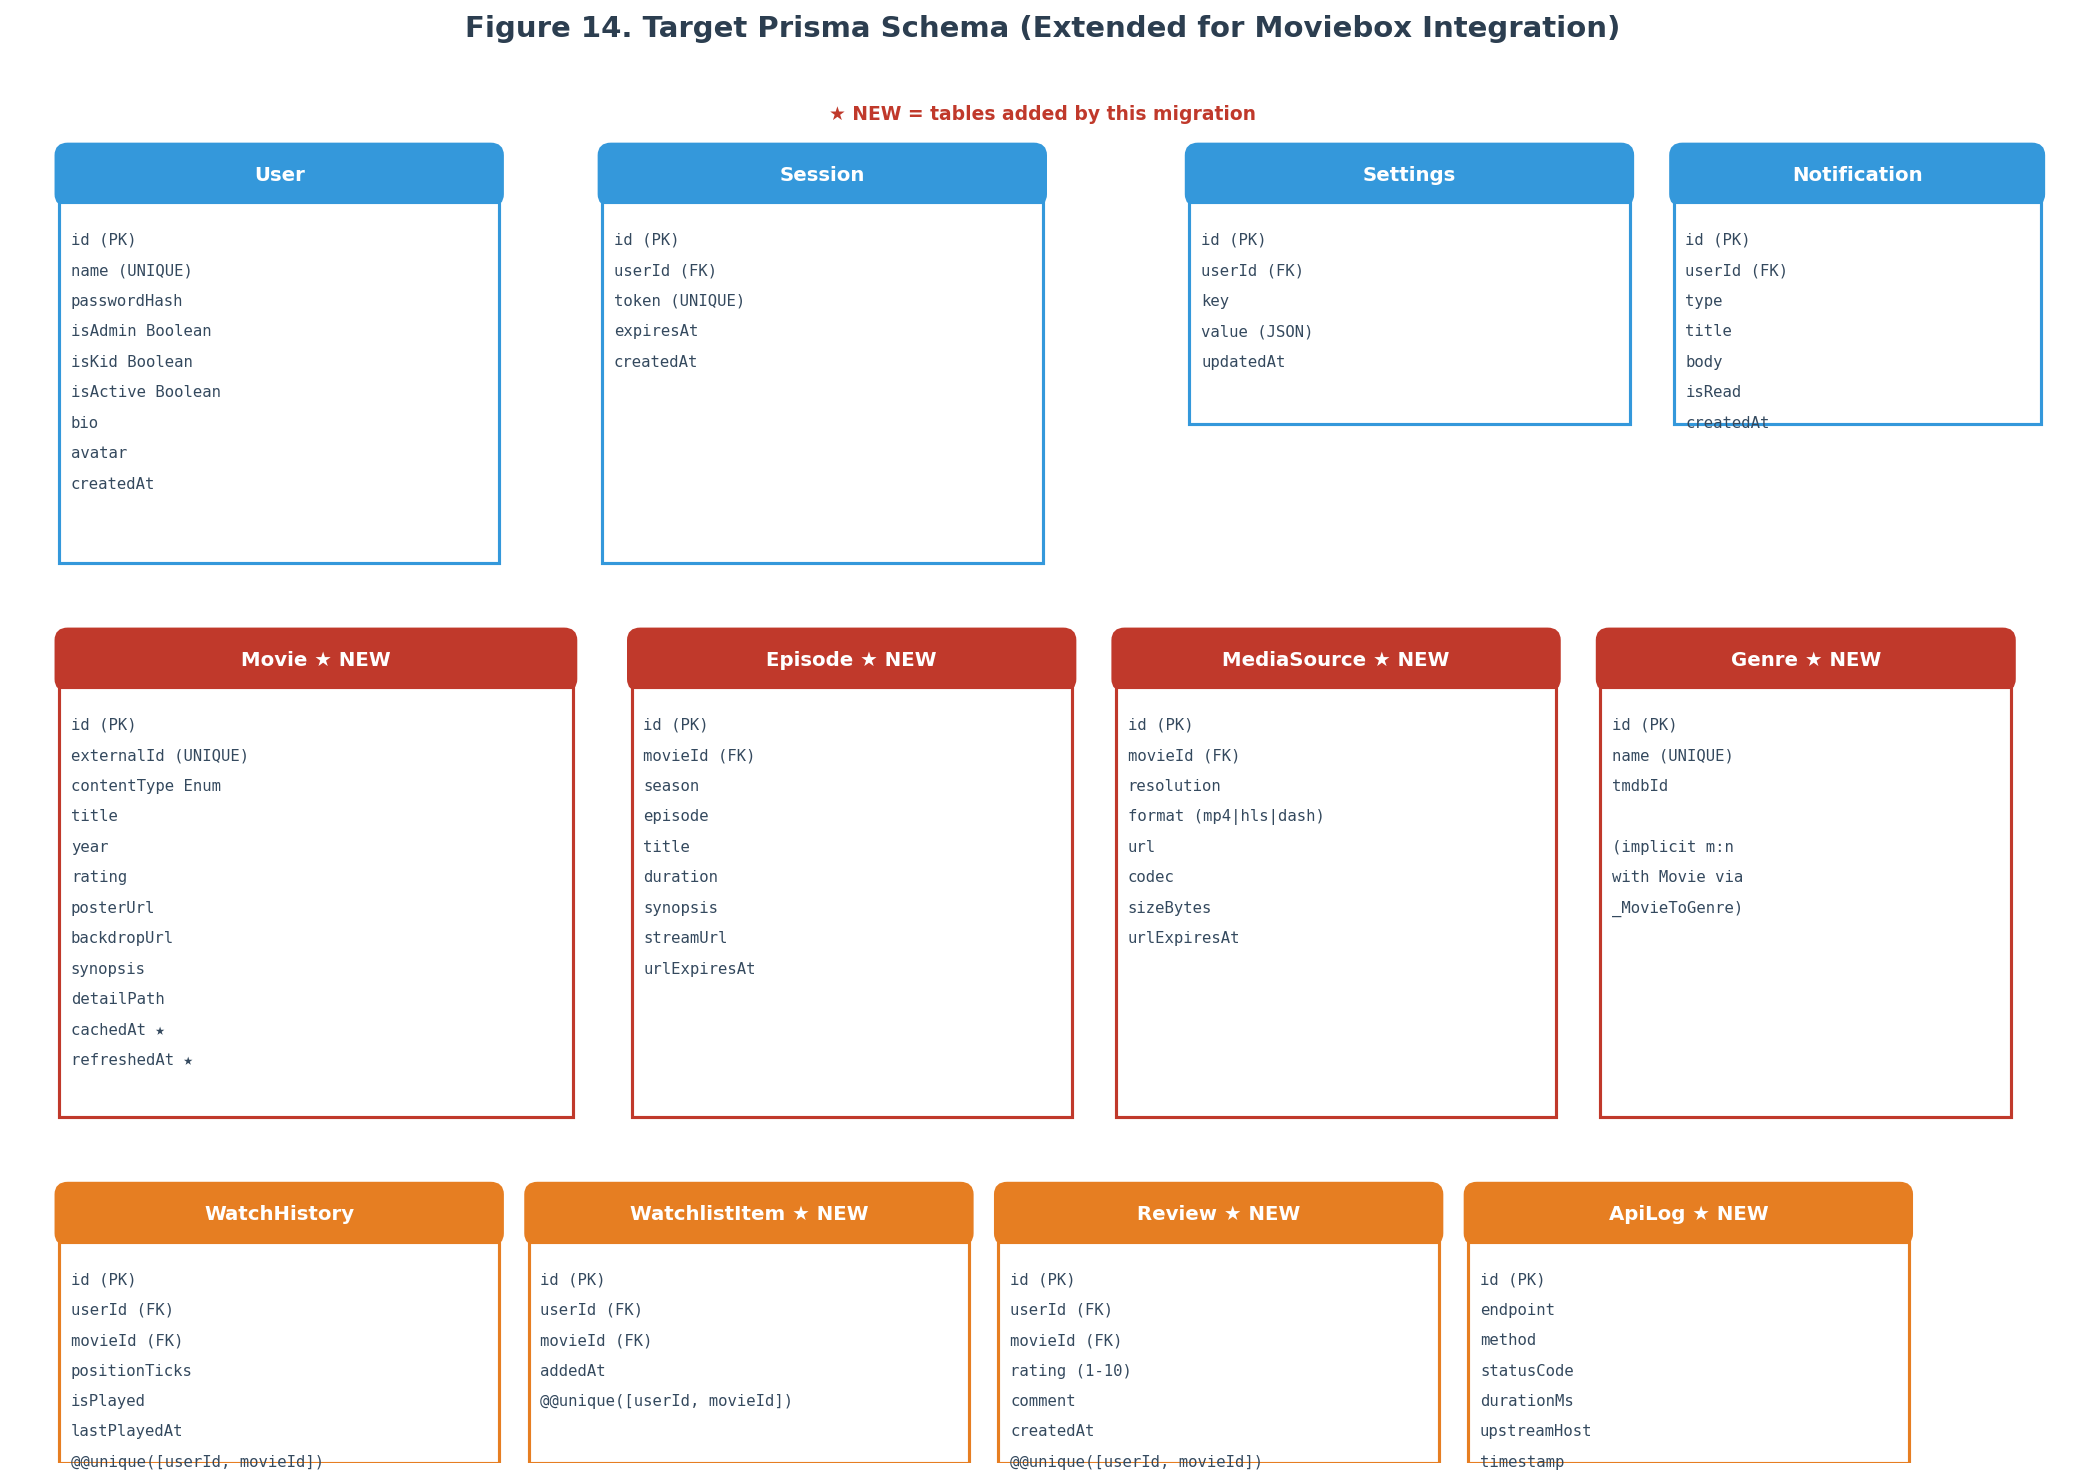 Figure 14. Target Prisma Schema (Extended for Moviebox Integration)
★ NEW = tables added by this migration
User
id (PK)
name (UNIQUE)
passwordHash
isAdmin Boolean
isKid Boolean
isActive Boolean
bio
avatar
createdAt
Session
id (PK)
userId (FK)
token (UNIQUE)
expiresAt
createdAt
Settings
id (PK)
userId (FK)
key
value (JSON)
updatedAt
Notification
id (PK)
userId (FK)
type
title
body
isRead
createdAt
Movie ★ NEW
id (PK)
externalId (UNIQUE)
contentType Enum
title
year
rating
posterUrl
backdropUrl
synopsis
detailPath
cachedAt ★
refreshedAt ★
Episode ★ NEW
id (PK)
movieId (FK)
season
episode
title
duration
synopsis
streamUrl
urlExpiresAt
MediaSource ★ NEW
id (PK)
movieId (FK)
resolution
format (mp4|hls|dash)
url
codec
sizeBytes
urlExpiresAt
Genre ★ NEW
id (PK)
name (UNIQUE)
tmdbId
(implicit m:n
with Movie via
_MovieToGenre)
WatchHistory
id (PK)
userId (FK)
movieId (FK)
positionTicks
isPlayed
lastPlayedAt
@@unique([userId, movieId])
WatchlistItem ★ NEW
id (PK)
userId (FK)
movieId (FK)
addedAt
@@unique([userId, movieId])
Review ★ NEW
id (PK)
userId (FK)
movieId (FK)
rating (1-10)
comment
createdAt
@@unique([userId, movieId])
ApiLog ★ NEW
id (PK)
endpoint
method
statusCode
durationMs
upstreamHost
timestamp